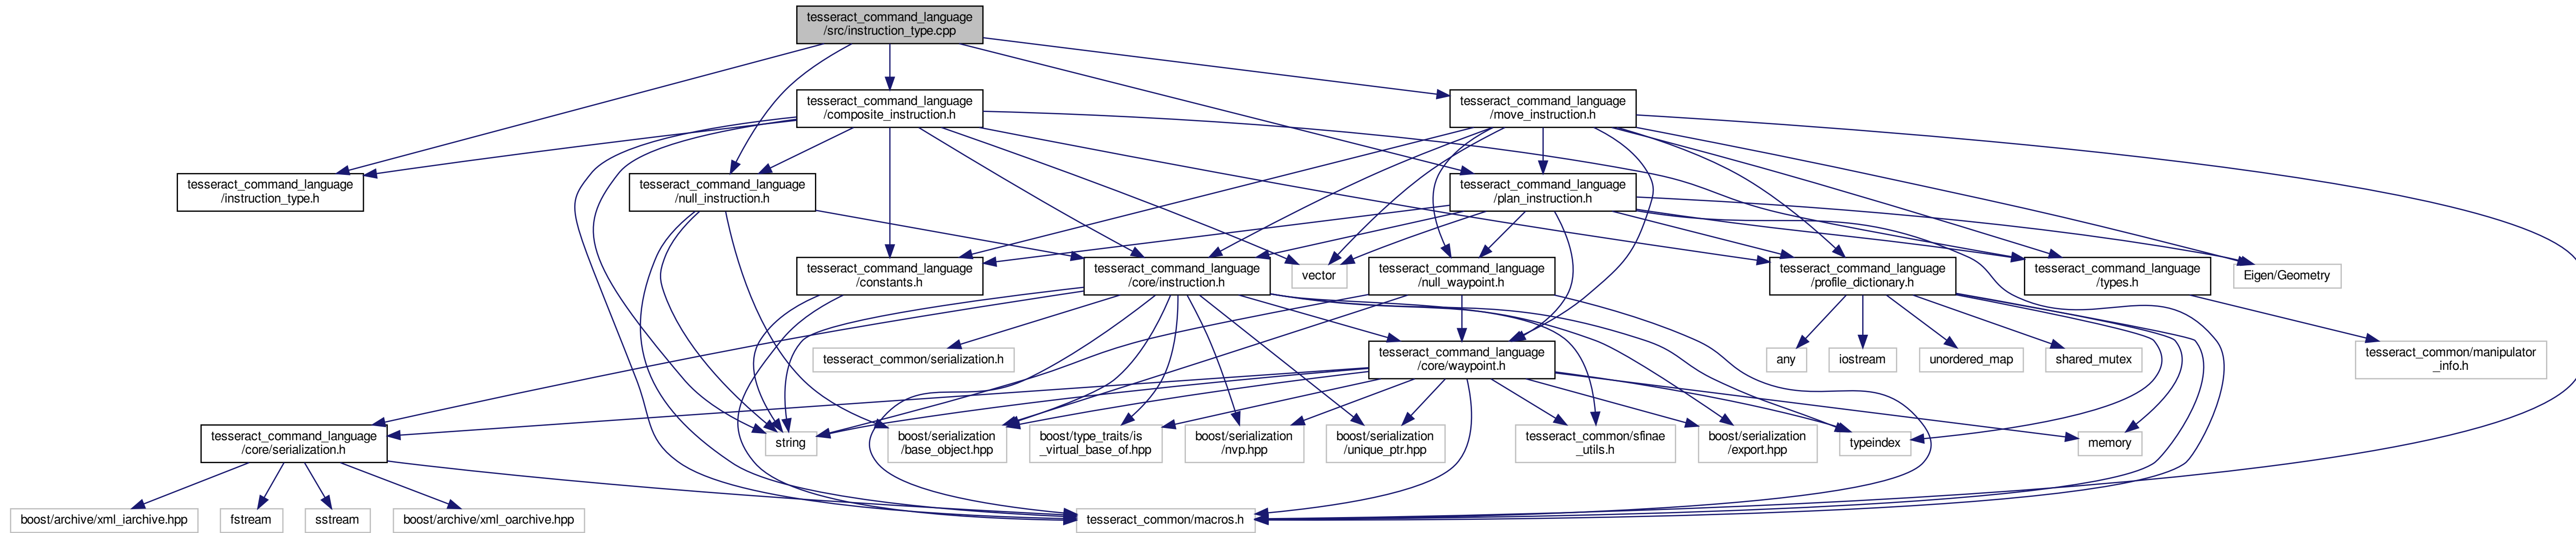 tesseract_command_language
/src/instruction_type.cpp
tesseract_command_language
/composite_instruction.h
tesseract_command_language
/move_instruction.h
tesseract_command_language
/instruction_type.h
tesseract_command_language
/null_instruction.h
tesseract_command_language
/plan_instruction.h
tesseract_command_language
/constants.h
tesseract_command_language
/core/instruction.h
vector
tesseract_command_language
/null_waypoint.h
tesseract_command_language
/profile_dictionary.h
tesseract_command_language
/types.h
Eigen/Geometry
tesseract_common/serialization.h
tesseract_command_language
/core/waypoint.h
any
iostream
unordered_map
shared_mutex
tesseract_common/manipulator
_info.h
tesseract_command_language
/core/serialization.h
string
boost/serialization
/base_object.hpp
boost/type_traits/is
_virtual_base_of.hpp
boost/serialization
/nvp.hpp
boost/serialization
/unique_ptr.hpp
tesseract_common/sfinae
_utils.h
boost/serialization
/export.hpp
typeindex
memory
boost/archive/xml_iarchive.hpp
fstream
sstream
boost/archive/xml_oarchive.hpp
tesseract_common/macros.h